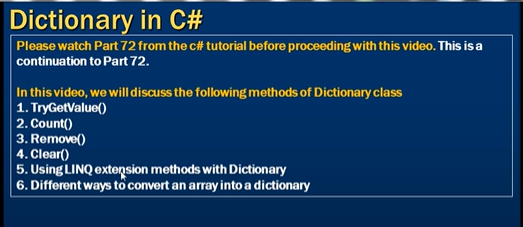 Dictionary in C#
Please watch Part 72 from the c# tutorial before proceeding with this video. This is a
continuation to Part 72.
In this video, we will discuss the following methods of Dictionary class
1. TryGetValue()
2. Count()
3. Remove()
4. Clear()
5. Using LINQ extension methods with Dictionary
6. Different ways to convert an array into a dictionary